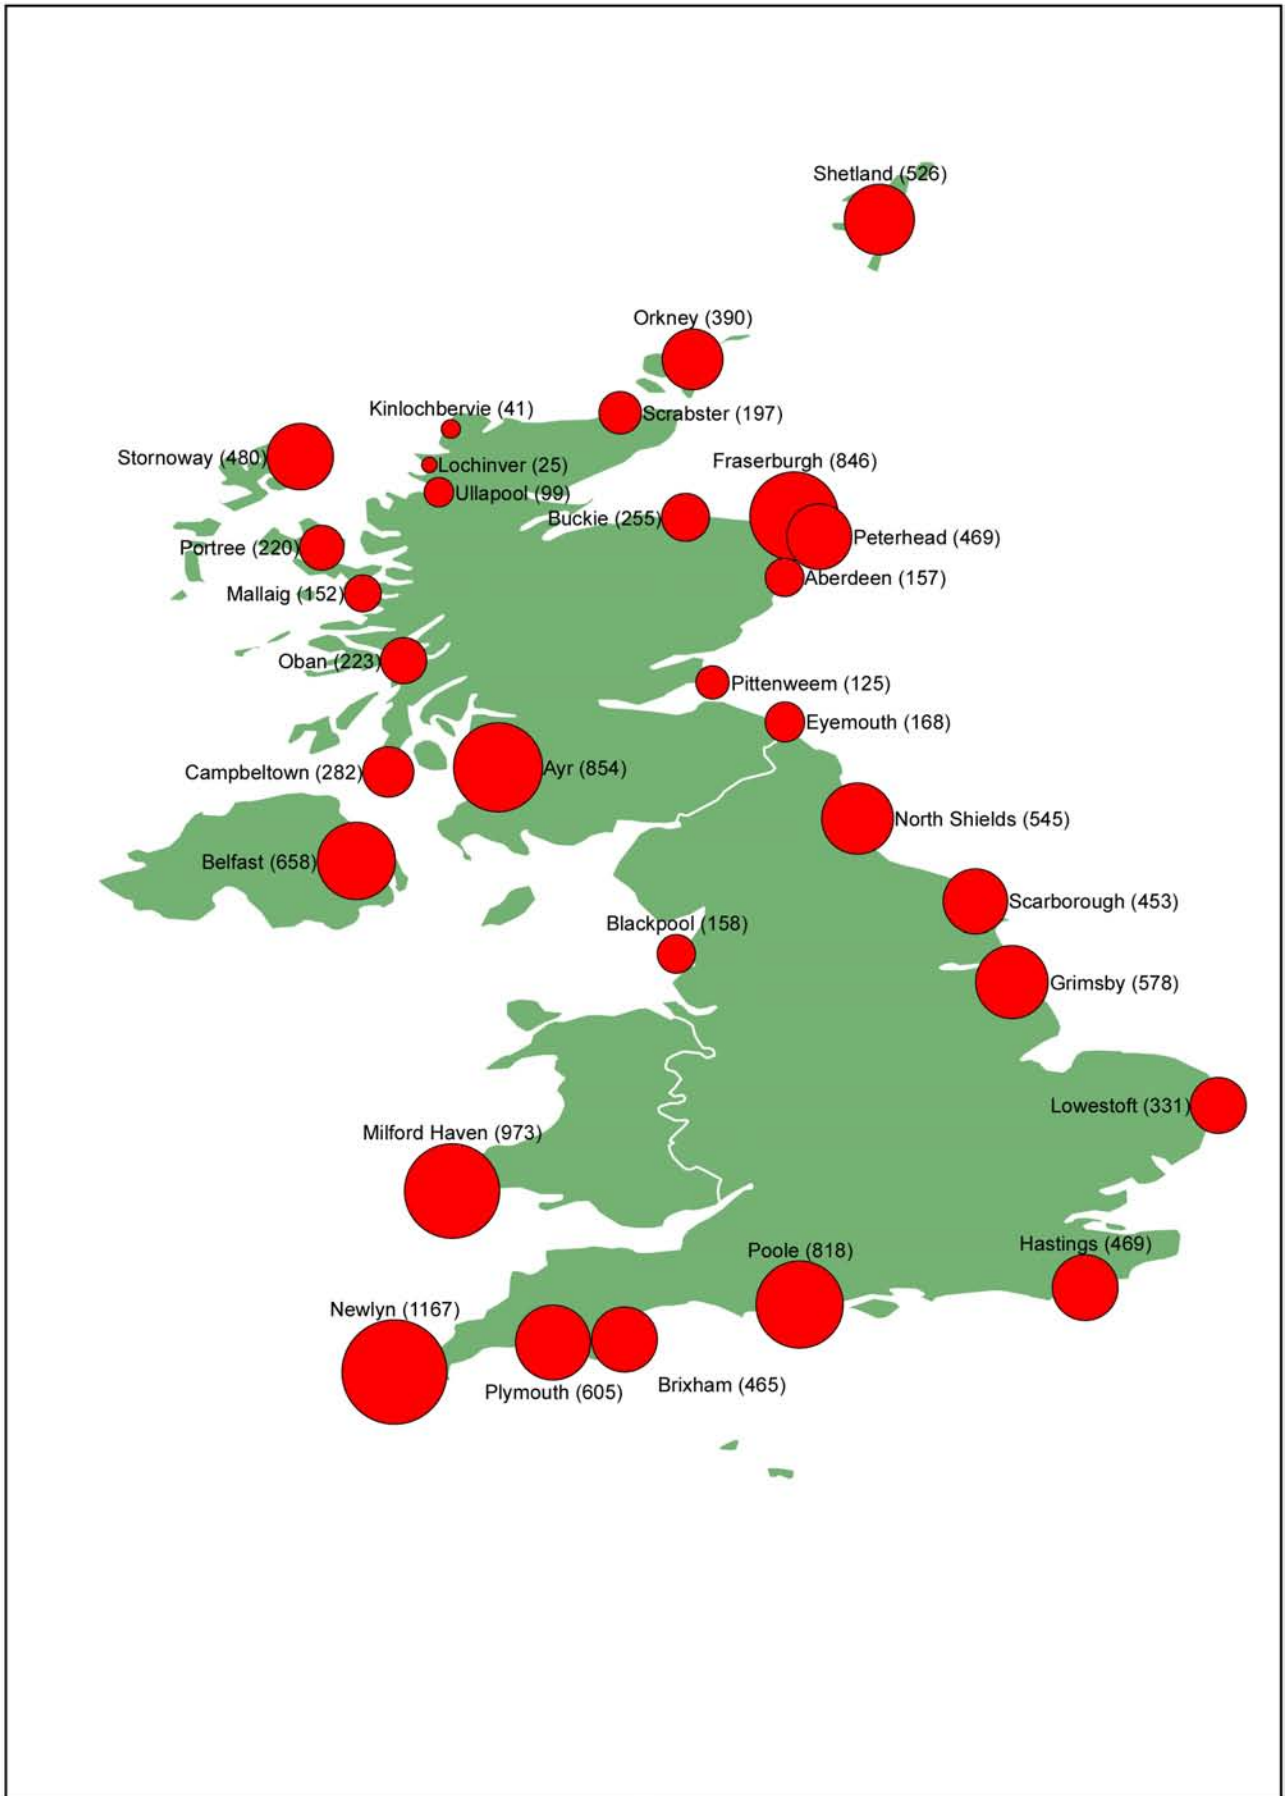 Shetland (526)
Orkney (390)
Kinlochbervie (41)
Scrabster (197)
Stornoway (480)
Lochinver (25)
Fraserburgh (846)
Ullapool (99)
Buckie (255)
Peterhead (469)
Portree (220)
Aberdeen (157)
Mallaig (152)
Oban (223)
Pittenweem (125)
Eyemouth (168)
Campbeltown (282)
Ayr (854)
North Shields (545)
Belfast (658)
Scarborough (453)
Blackpool (158)
Grimsby (578)
Lowestoft (331)
Milford Haven (973)
Hastings (469)
Poole (818)
Newlyn (1167)
Plymouth (605)
Brixham (465)